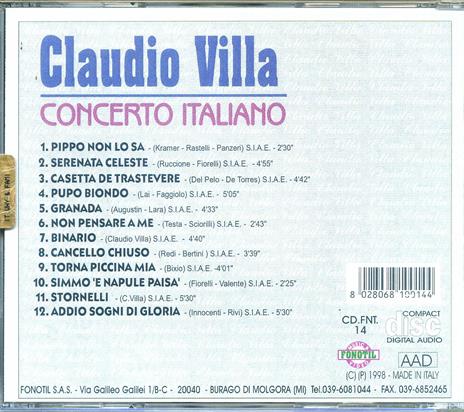 Claudio Villa
CONCERTO ITALIANO
1. PIPPO NON LO SA - (Kramer - Rastelli - Panzeri) S.I.A.E. - 2'30"
2. SERENATA CELESTE - (Ruccione - Fiorelli) S.I.A.E. - 4'55"
3. CASETTA DE TRASTEVERE - (Del Pelo - De Torres) S.I.A.E. - 4'42"
4. PUPO BIONDO - (Lai - Faggiolo) S.I.A.E. - 5'05"
5. GRANADA - (Augustin - Lara) S.I.A.E. - 4'33"
6. NON PENSARE A ME - (Testa - Sciorilli) S.I.A.E. - 2'43"
7. BINARIO - (Claudio Villa) S.I.A.E. - 4'40"
8. CANCELLO CHIUSO - (Redi - Bertini ) S.I.A.E. - 3'39"
9. TORNA PICCINA MIA - (Bixio) S.I.A.E. -4'01"
10. SIMMO 'E NAPULE PAISA' - (Fiorelli - Valente) S.I.A.E. - 2'25"
11. STORNELLI - (C.Villa) S.I.A.E. - 5'30"
12. ADDIO SOGNI DI GLORIA - (Innocenti - Rivi) S.I.A.E. - 5'30"
8 028068 100144
CD.FNT.
14
COMPACT
disc
DIGITAL AUDIO
MUSIC &
FONOTIL
VIDEO
AAD
(C) (P) 1998 - MADE IN ITALY
FONOTIL S.A.S. - Via Galileo Galilei 1/B-C - 20040 - BURAGO DI MOLGORA (MI) - Tel.039-6081044 - FAX. 039-6852465